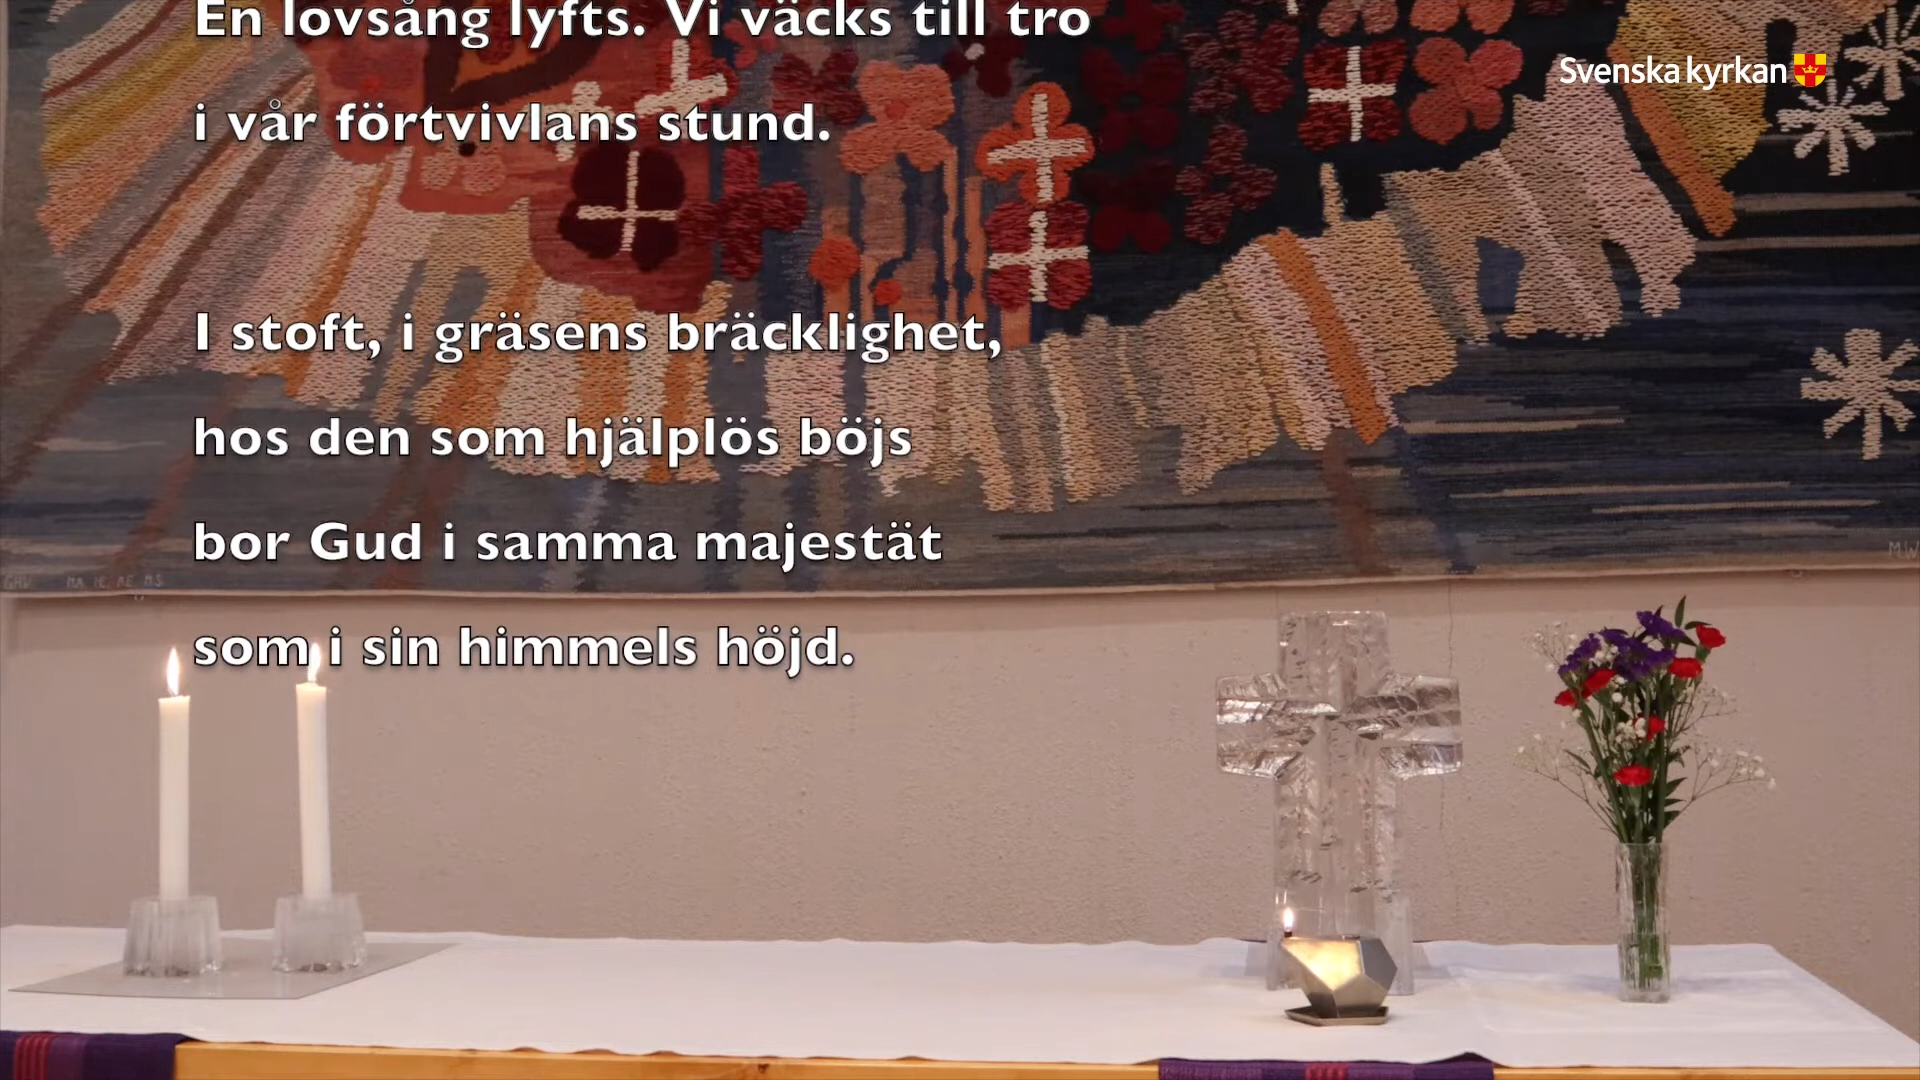 En lovsång lyfts. Vi väcks till tro
Svenska kyrkan
i vår förtvivlans stund.
I stoft, i gräsens bräcklighet,
hos den som hjälplös böjs
bor Gud i samma majestät
M.W
som i sin himmels höjd.